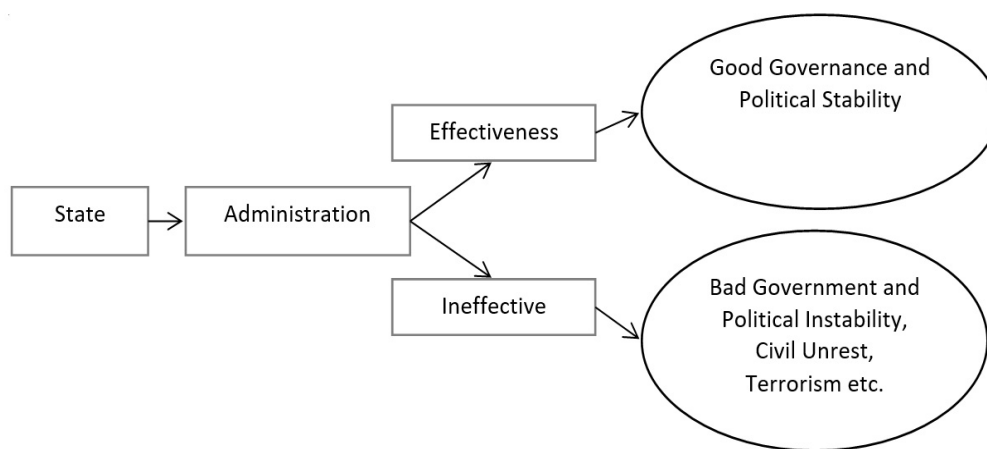 Good Governance and
Political Stability
Effectiveness
State
Administration
Ineffective
Bad Government and
Political Instability,
Civil Unrest,
Terrorism etc.